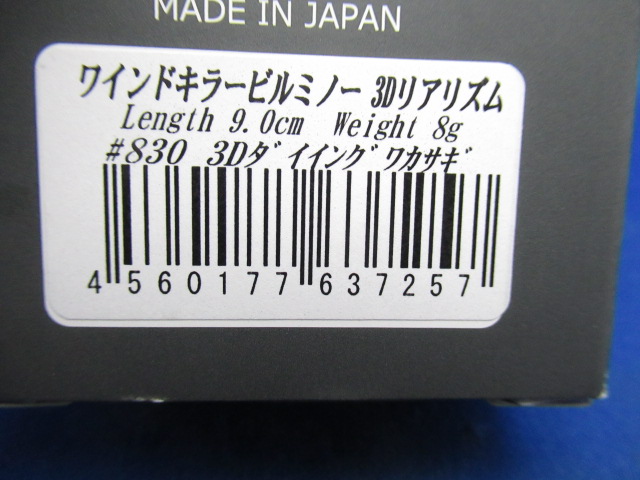 MADE IN JAPAN
ワインドキラービルミノー 3Dリアリズム
Length 9.0cm Weight 8g
#830 3Dダイイングワカサギ
4 560177 637257